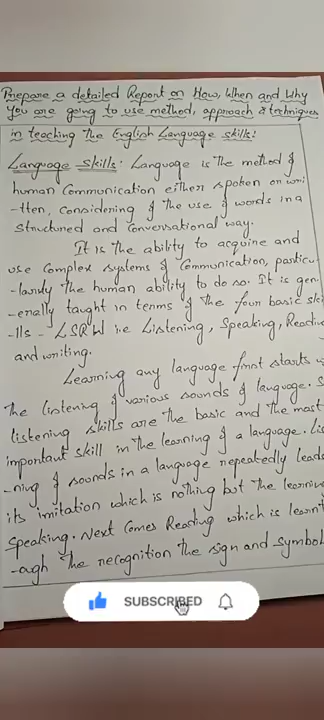 Prepare a detailed Report on How, When and Why
You are going to use method, approach & techniques
in teaching the English Language skills:
Language Skills: Language is the method of
human communication either spoken or wri-
-tten, considering of the use of words in a
structured and conversational way.
It is the ability to acquire and
use complex systems of communication, particu-
-larly the human ability to do so. It is gen-
-erally taught in terms of the four basic ski-
-lls - LSRW i.e Listening, Speaking, Readin
and writing.
Learning any language first starts w
the listening of various sounds of language. S
listening skills are the basic and the most
important skill in the learning of a language. Lis
-ning of sounds in a language repeatedly leads
its imitation which is nothing but the learnin
Speaking. Next comes Reading which is learnt
-ough the recognition the sign and symbol
SUBSCRIBED